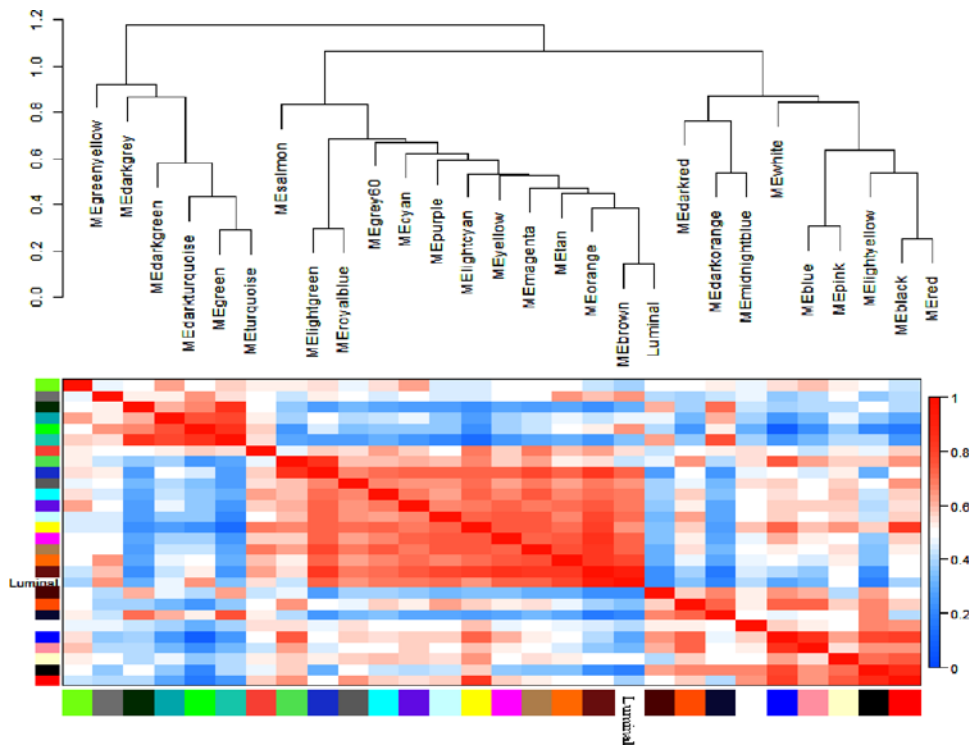 1.2
1.0
0.8
0.6
0.4
0.2
0.0
MEgreenyellow
MEdarkgrey
MEdarkgreen
MEdarkturquoise
MEgreen
MEturquoise
MEsalmon
MElightgreen
MEroyalblue
MEgrey60
MEcyan
MEpurple
MElightcyan
MEyellow
MEmagenta
MEtan
MEorange
MEbrown
Luminal
MEdarkred
MEdarkorange
MEmidnightblue
MEwhite
MEblue
MEpink
MElightyellow
MEblack
MEred
1
0.8
0.6
0.4
0.2
0
Luminal
Luminal